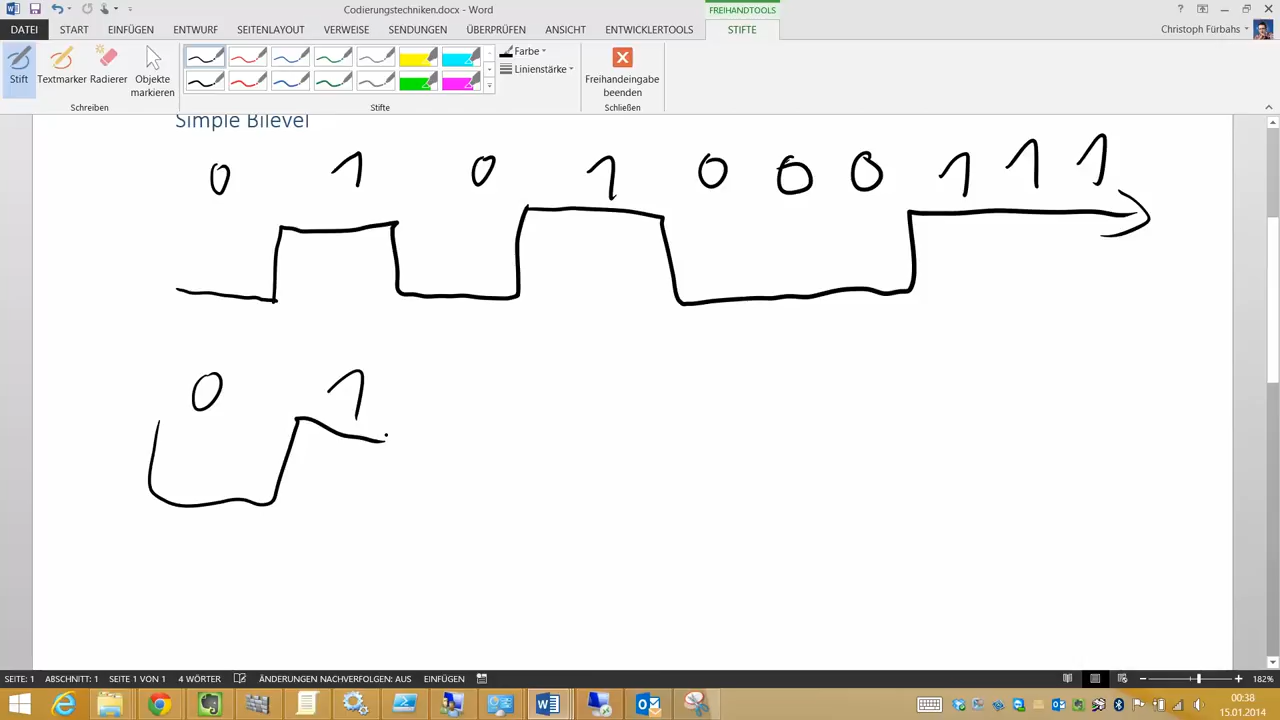 Codierungstechniken.docx - Word
FREIHANDTOOLS
DATEI START EINFÜGEN ENTWURF SEITENLAYOUT VERWEISE SENDUNGEN ÜBERPRÜFEN ANSICHT ENTWICKLERTOOLS STIFTE Christoph Fürbahs
Stift Textmarker Radierer Objekte markieren
Farbe
Linienstärke
Freihandeingabe beenden
Schreiben Stifte Schließen
Simple Bilevel
0 1 0 1 0 0 0 1 1 1
0 1
SEITE: 1 ABSCHNITT: 1 SEITE 1 VON 1 4 WÖRTER ÄNDERUNGEN NACHVERFOLGEN: AUS EINFÜGEN 182%
00:38
15.01.2014